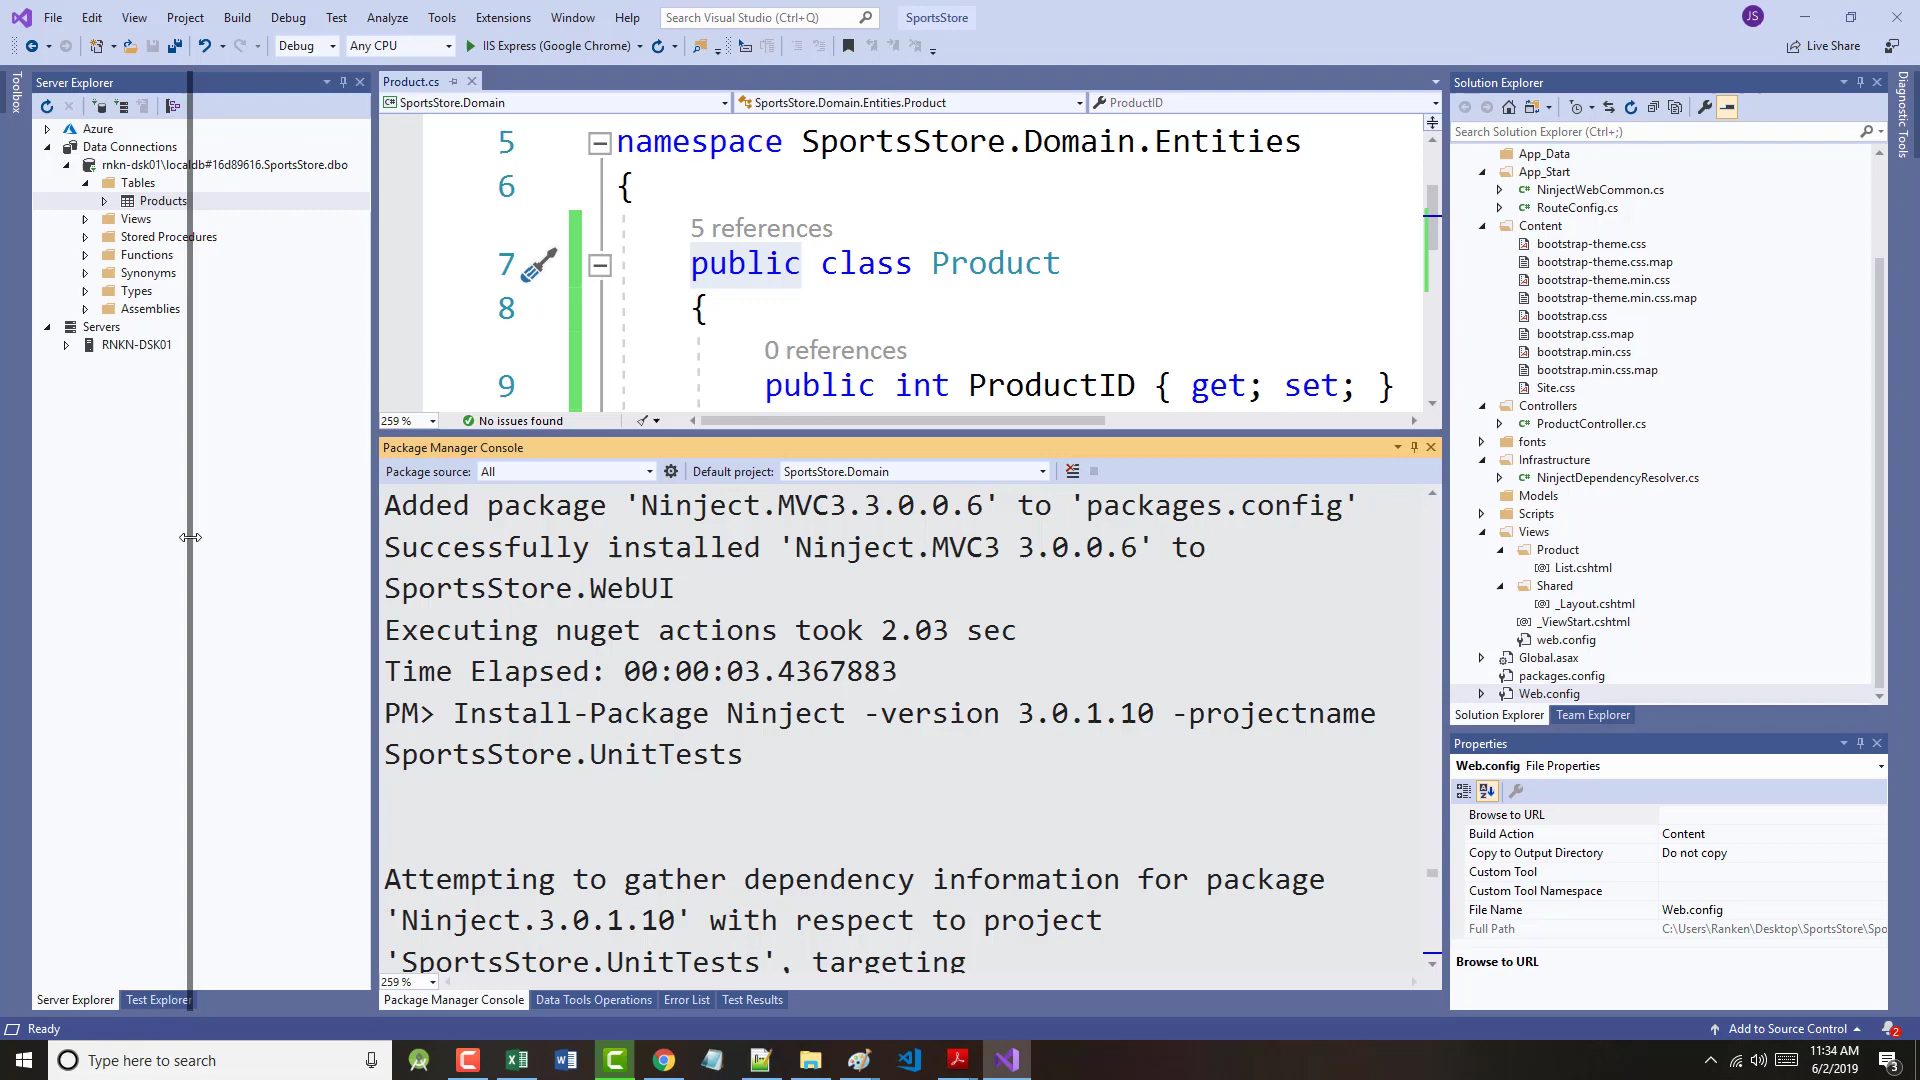 File Edit View Project Build Debug Test Analyze Tools Extensions Window Help Search Visual Studio (Ctrl+Q) SportsStore JS
Debug Any CPU IIS Express (Google Chrome) Live Share
Toolbox
Server Explorer
Azure
Data Connections
rnkn-dsk01\localdb#16d89616.SportsStore.dbo
Tables
Products
Views
Stored Procedures
Functions
Synonyms
Types
Assemblies
Servers
RNKN-DSK01
Server Explorer Test Explorer
Product.cs
SportsStore.Domain SportsStore.Domain.Entities.Product ProductID
5 namespace SportsStore.Domain.Entities
6 {
5 references
7 public class Product
8 {
0 references
9 public int ProductID { get; set; }
259 % No issues found
Package Manager Console
Package source: All Default project: SportsStore.Domain
Added package 'Ninject.MVC3.3.0.0.6' to 'packages.config'
Successfully installed 'Ninject.MVC3 3.0.0.6' to
SportsStore.WebUI
Executing nuget actions took 2.03 sec
Time Elapsed: 00:00:03.4367883
PM> Install-Package Ninject -version 3.0.1.10 -projectname
SportsStore.UnitTests
Attempting to gather dependency information for package
'Ninject.3.0.1.10' with respect to project
'SportsStore.UnitTests', targeting
259 %
Package Manager Console Data Tools Operations Error List Test Results
Solution Explorer
Search Solution Explorer (Ctrl+;)
App_Data
App_Start
NinjectWebCommon.cs
RouteConfig.cs
Content
bootstrap-theme.css
bootstrap-theme.css.map
bootstrap-theme.min.css
bootstrap-theme.min.css.map
bootstrap.css
bootstrap.css.map
bootstrap.min.css
bootstrap.min.css.map
Site.css
Controllers
ProductController.cs
fonts
Infrastructure
NinjectDependencyResolver.cs
Models
Scripts
Views
Product
List.cshtml
Shared
_Layout.cshtml
_ViewStart.cshtml
web.config
Global.asax
packages.config
Web.config
Solution Explorer Team Explorer
Properties
Web.config File Properties
Browse to URL
Build Action Content
Copy to Output Directory Do not copy
Custom Tool
Custom Tool Namespace
File Name Web.config
Full Path C:\Users\Ranken\Desktop\SportsStore\Spo
Browse to URL
Diagnostic Tools
Ready Add to Source Control 2
Type here to search 11:34 AM
6/2/2019 3